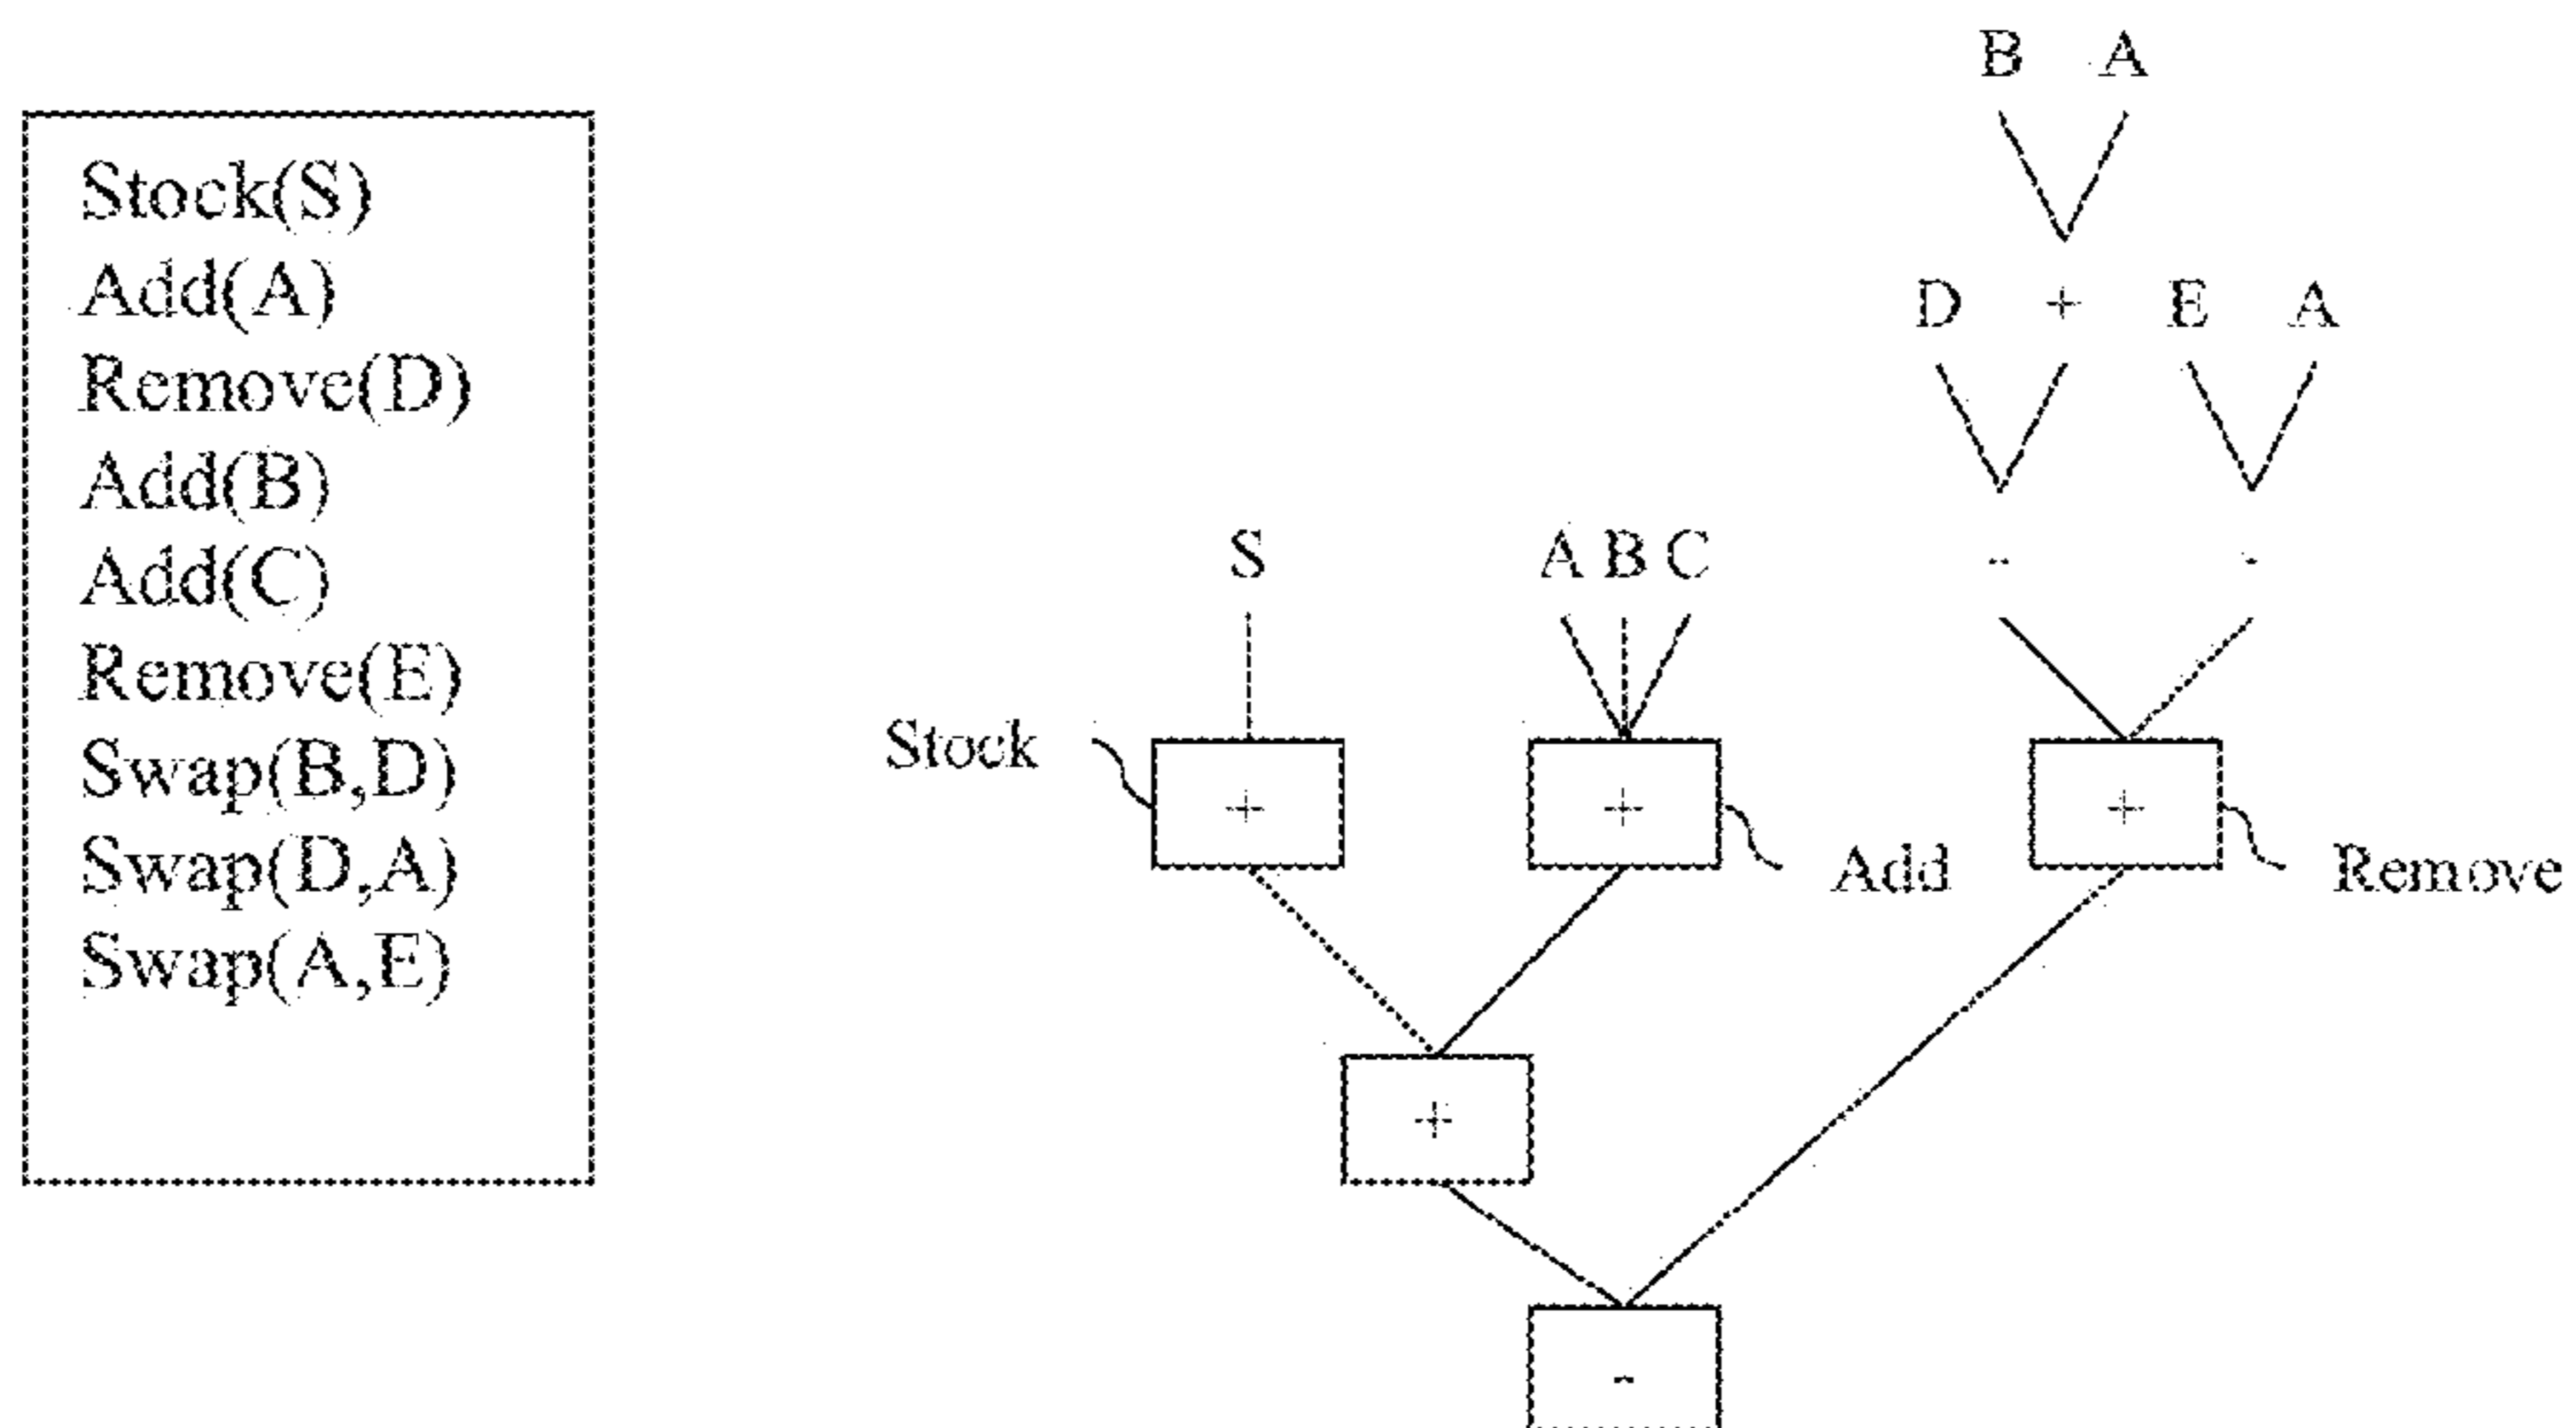 Stock(S)
Add(A)
Remove(D)
Add(B)
Add(C)
Remove(E)
Swap(B,D)
Swap(D,A)
Swap(A,E)
B A
D + E A
S A B C - -
Stock + + Add + Remove
+
-